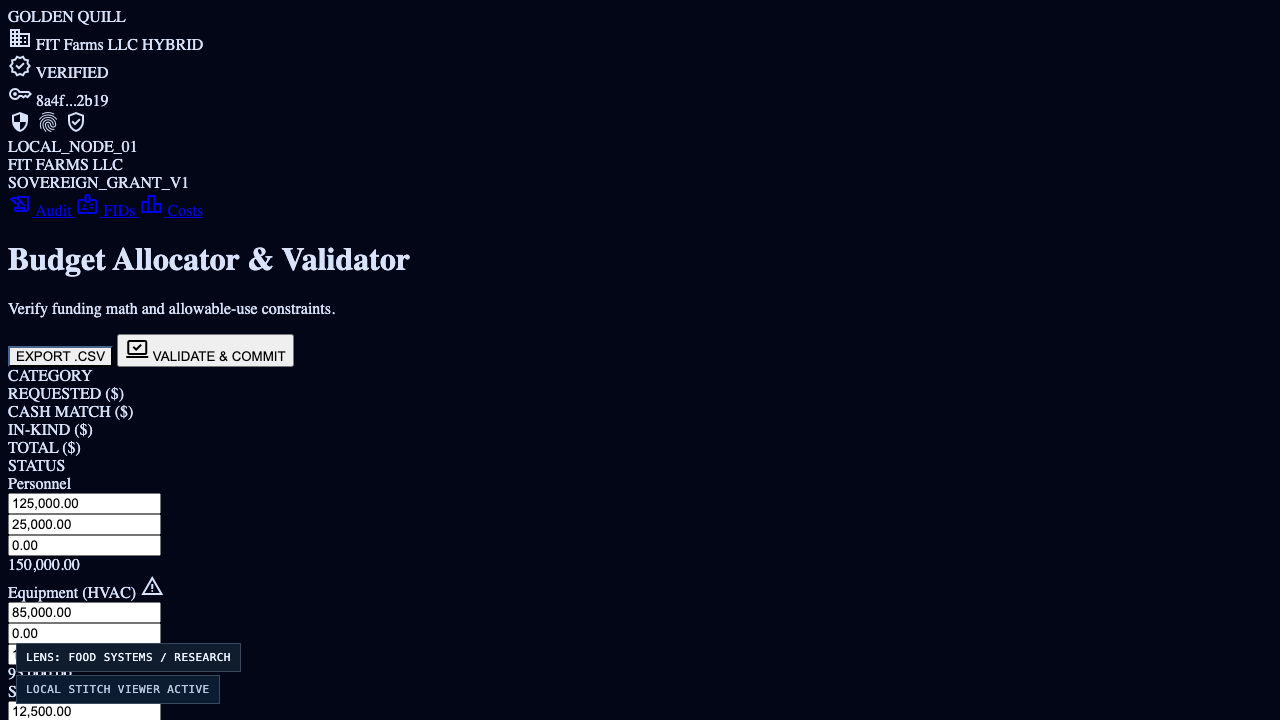 GOLDEN QUILL
FIT Farms LLC HYBRID
VERIFIED
8a4f...2b19
LOCAL_NODE_01
FIT FARMS LLC
SOVEREIGN_GRANT_V1
Audit FIDs Costs
Budget Allocator & Validator
Verify funding math and allowable-use constraints.
EXPORT .CSV VALIDATE & COMMIT
CATEGORY
REQUESTED ($)
CASH MATCH ($)
IN-KIND ($)
TOTAL ($)
STATUS
Personnel
125,000.00
25,000.00
0.00
150,000.00
Equipment (HVAC)
85,000.00
0.00
LENS: FOOD SYSTEMS / RESEARCH
LOCAL STITCH VIEWER ACTIVE
12,500.00